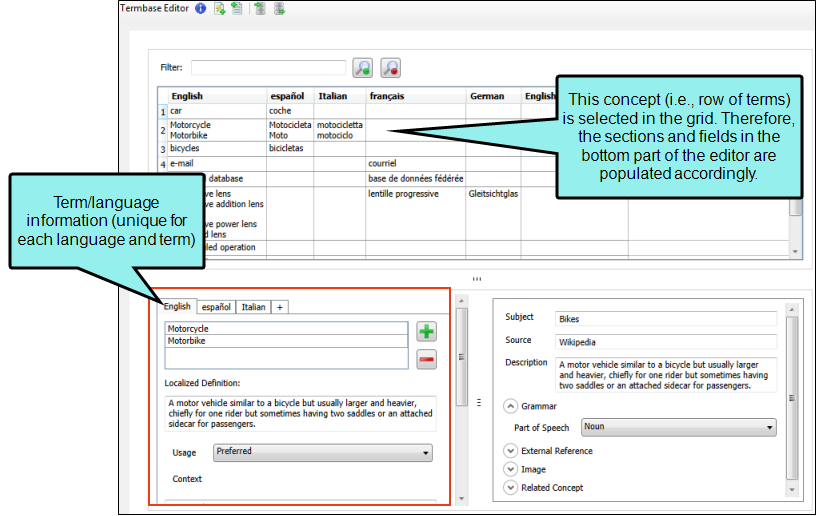 Termbase Editor
Filter:
English español Italian français German English
1 car coche
2 Motorcycle Motocicleta motocicletta
Motorbike Moto motociclo
3 bicycles bicicletas
4 e-mail courriel
database base de données fédérée
lens lentille progressive Gleitsichtglas
addition lens
power lens
lens
operation
This concept (i.e., row of terms)
is selected in the grid. Therefore,
the sections and fields in the
bottom part of the editor are
populated accordingly.
Term/language
information (unique for
each language and term)
English español Italian +
Motorcycle
Motorbike
Localized Definition:
A motor vehicle similar to a bicycle but usually larger and heavier,
chiefly for one rider but sometimes having two saddles or an attached
sidecar for passengers.
Usage Preferred
Context
Subject Bikes
Source Wikipedia
Description A motor vehicle similar to a bicycle but usually larger
and heavier, chiefly for one rider but sometimes having
two saddles or an attached sidecar for passengers.
Grammar
Part of Speech Noun
External Reference
Image
Related Concept